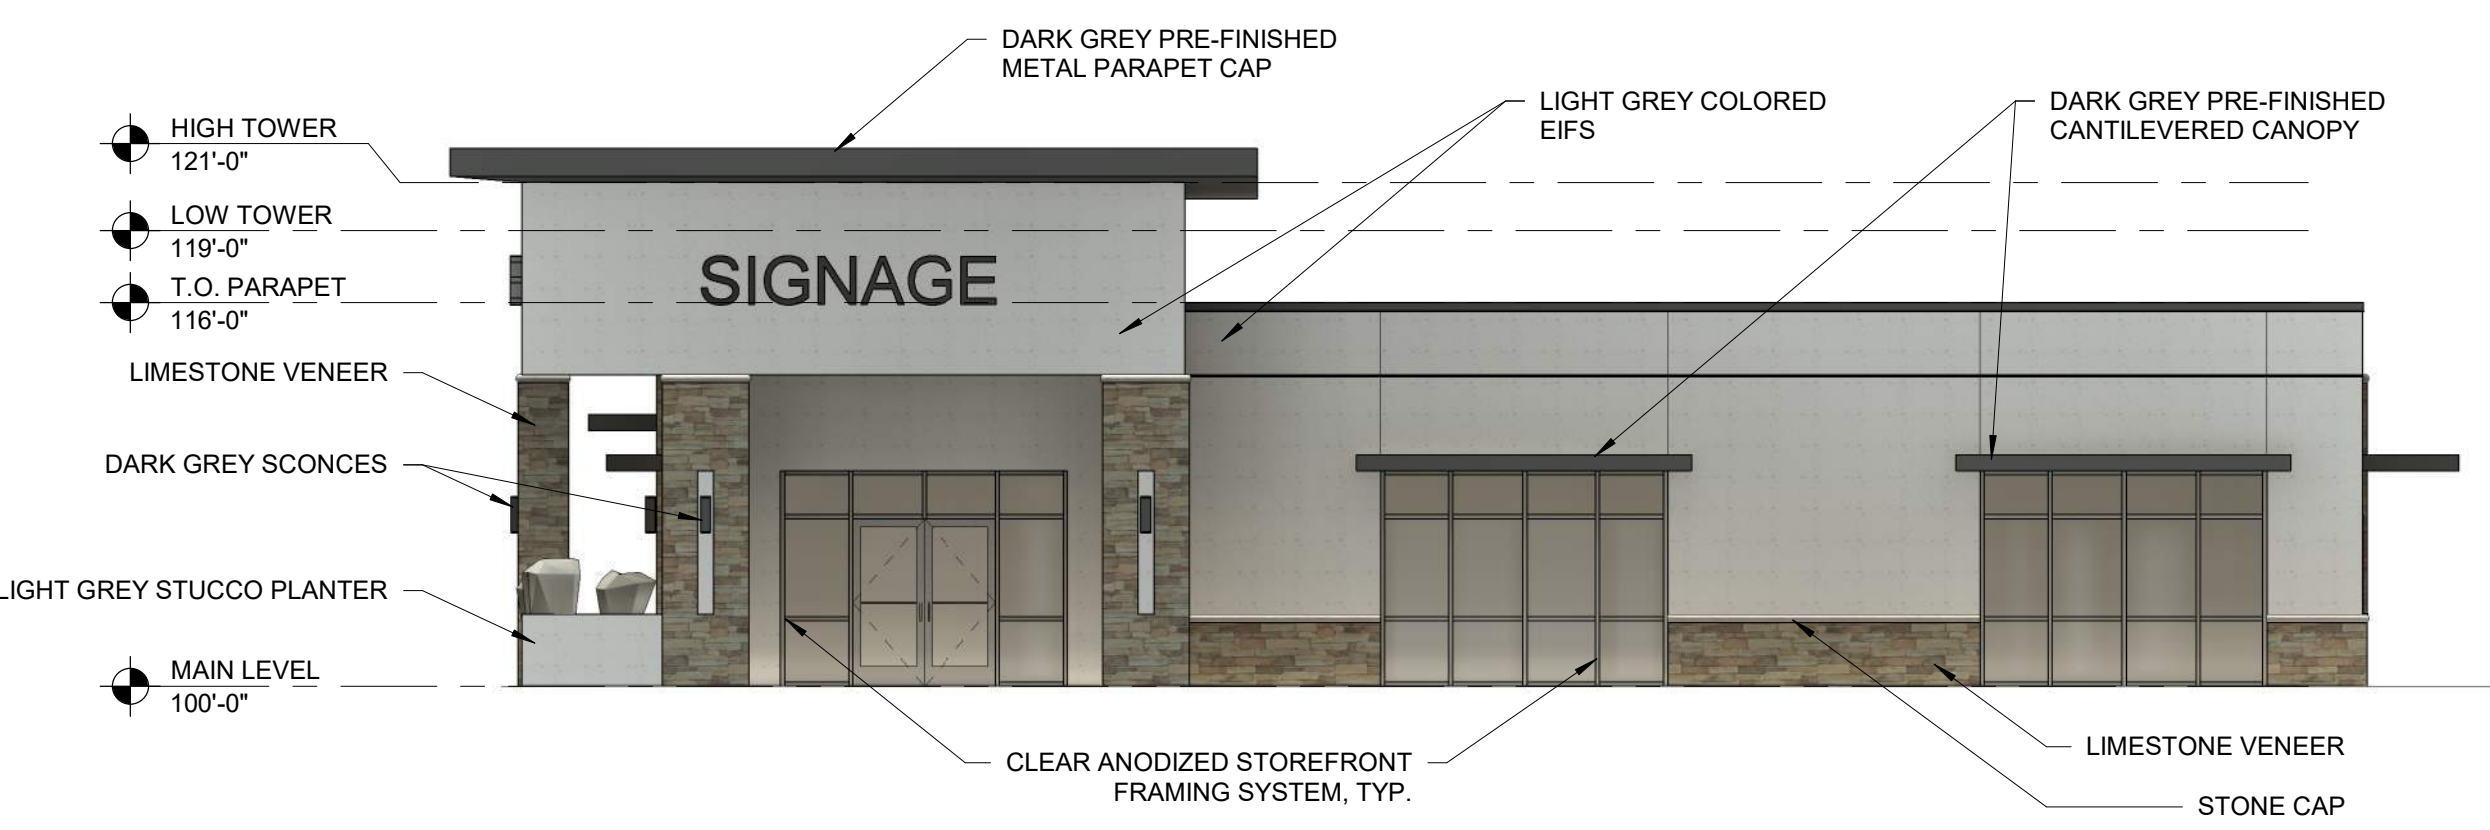 DARK GREY PRE-FINISHED
METAL PARAPET CAP
LIGHT GREY COLORED
EIFS
DARK GREY PRE-FINISHED
CANTILEVERED CANOPY
HIGH TOWER
121'-0"
LOW TOWER
119'-0"
T.O. PARAPET
116'-0"
SIGNAGE
LIMESTONE VENEER
DARK GREY SCONCES
LIGHT GREY STUCCO PLANTER
MAIN LEVEL
100'-0"
CLEAR ANODIZED STOREFRONT
FRAMING SYSTEM, TYP.
LIMESTONE VENEER
STONE CAP